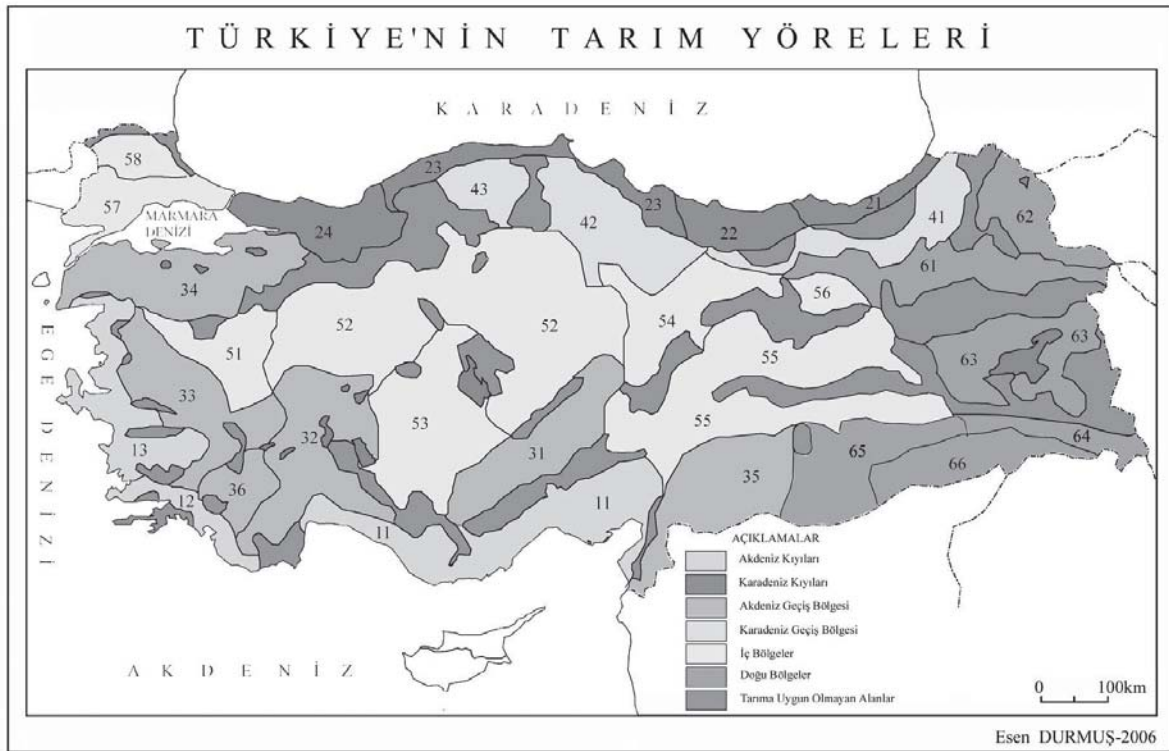 TÜRKİYE'NİN TARIM YÖRELERİ
KARADENİZ
58
23
43
57
MARMARA
DENİZİ
24
42
23
22
21
41
62
34
61
56
52
52
54
51
63
63
55
EGE DENİZİ
33
53
55
13
32
31
64
65
35
66
36
12
11
11
AÇIKLAMALAR
Akdeniz Kıyıları
Karadeniz Kıyıları
Akdeniz Geçiş Bölgesi
Karadeniz Geçiş Bölgesi
İç Bölgeler
Doğu Bölgeler
Tarıma Uygun Olmayan Alanlar
AKDENİZ
0 100km
Esen DURMUŞ-2006